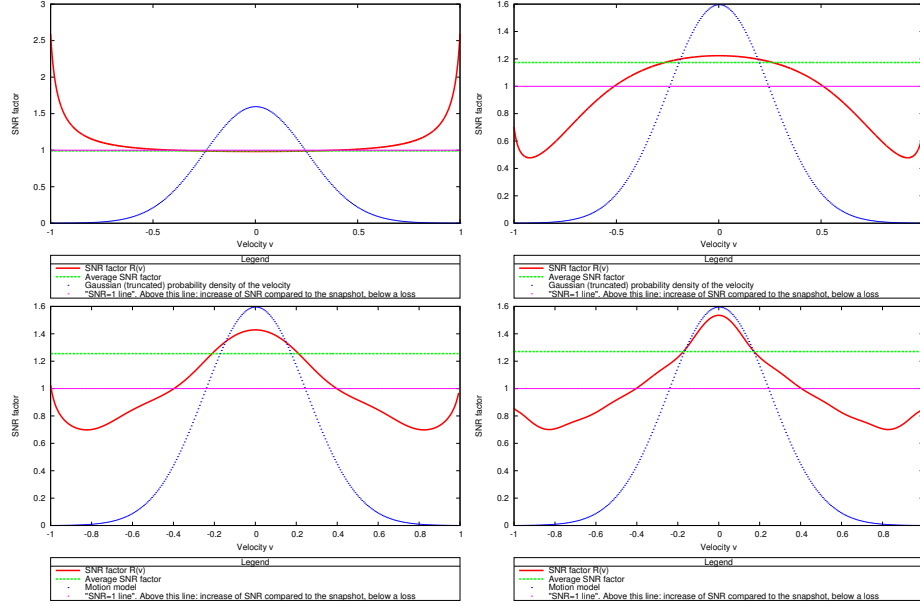 3
2.5
2
1.5
1
0.5
0
-1
-0.5
0
0.5
1
SNR factor
Velocity v
Legend
SNR factor R(v)
Average SNR factor
Gaussian (truncated) probability density of the velocity
"SNR=1 line". Above this line: increase of SNR compared to the snapshot, below a loss
1.6
1.4
1.2
1
0.8
0.6
0.4
0.2
0
-1
-0.5
0
0.5
SNR factor
Velocity v
Legend
SNR factor R(v)
Average SNR factor
Gaussian (truncated) probability density of the velocity
"SNR=1 line". Above this line: increase of SNR compared to the snapshot, below a loss
1.6
1.4
1.2
1
0.8
0.6
0.4
0.2
0
-1
-0.8
-0.6
-0.4
-0.2
0
0.2
0.4
0.6
0.8
1
SNR factor
Velocity v
Legend
SNR factor R(v)
Average SNR factor
Motion model
"SNR=1 line". Above this line: increase of SNR compared to the snapshot, below a loss
1.6
1.4
1.2
1
0.8
0.6
0.4
0.2
0
-1
-0.8
-0.6
-0.4
-0.2
0
0.2
0.4
0.6
0.8
SNR factor
Velocity v
Legend
SNR factor R(v)
Average SNR factor
Motion model
"SNR=1 line". Above this line: increase of SNR compared to the snapshot, below a loss